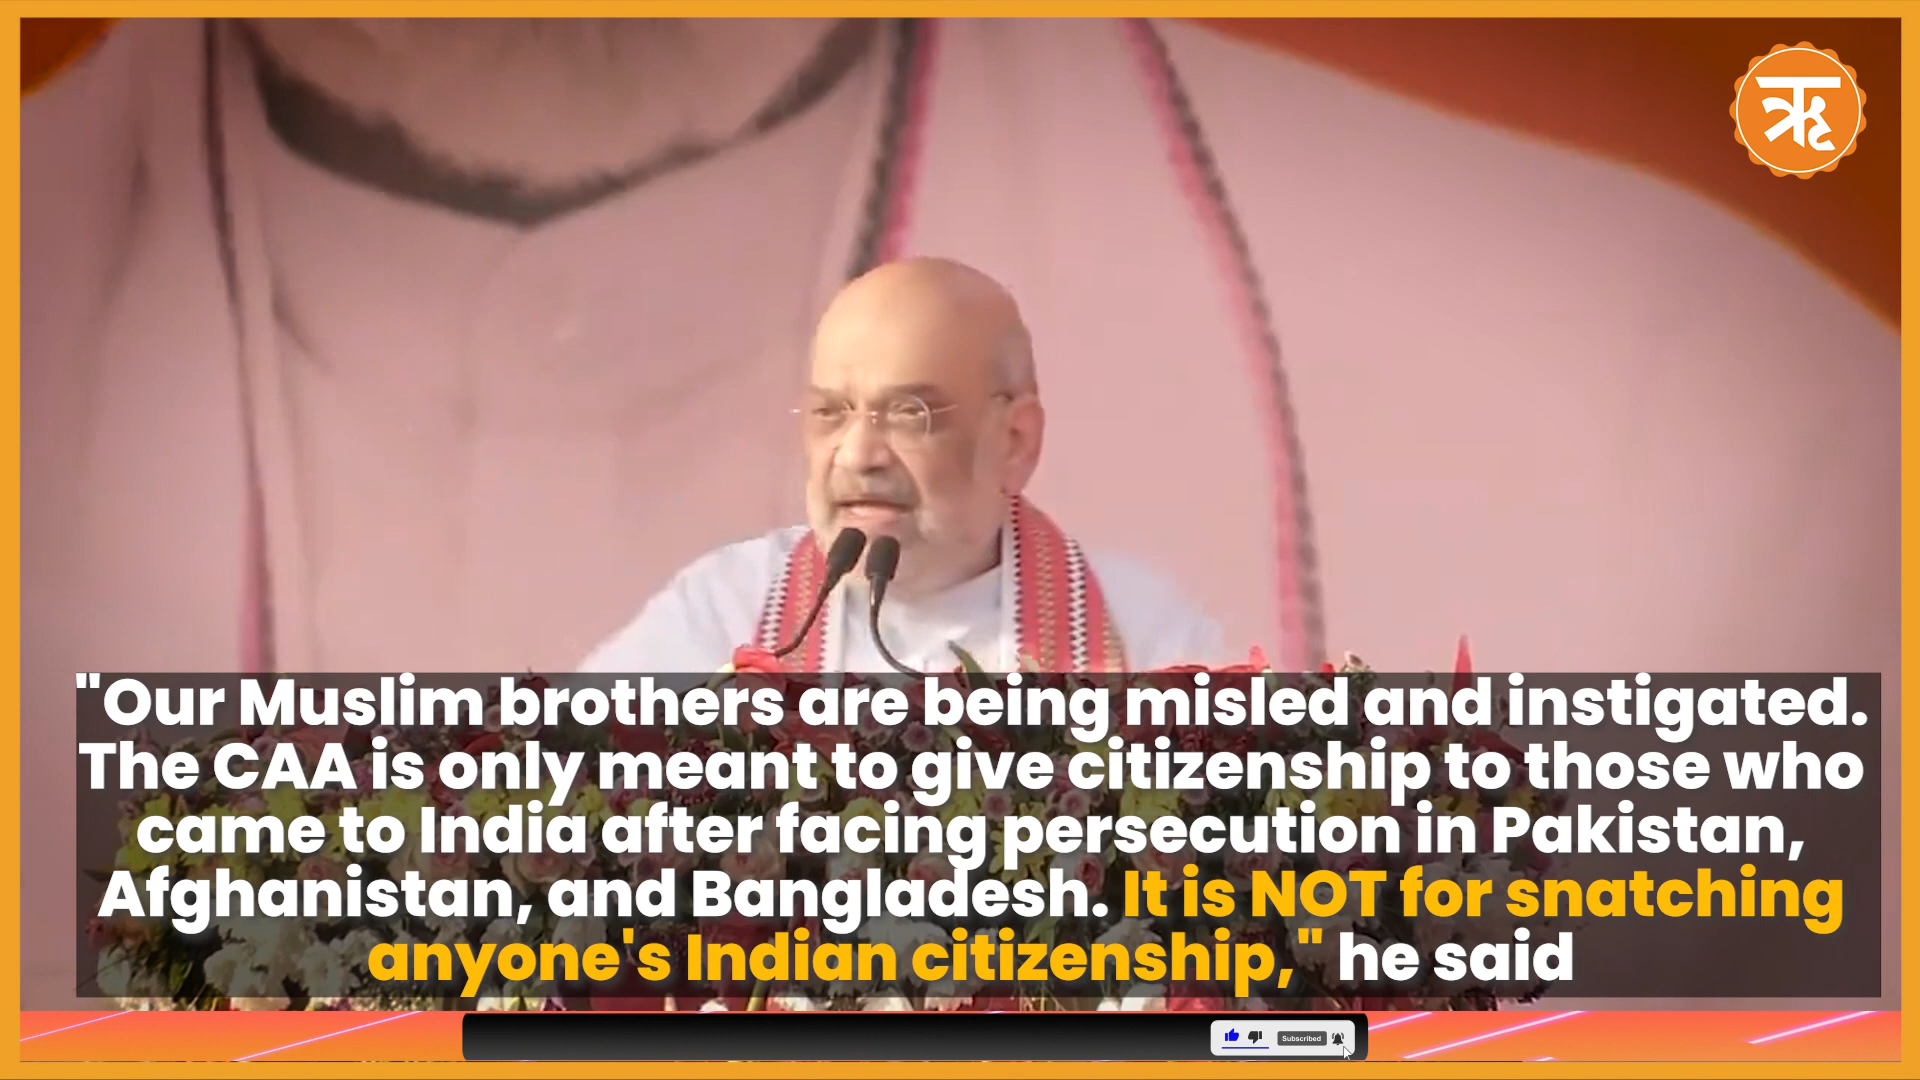 ऋ
"Our Muslim brothers are being misled and instigated.
The CAA is only meant to give citizenship to those who
came to India after facing persecution in Pakistan,
Afghanistan, and Bangladesh. It is NOT for snatching
anyone's Indian citizenship," he said
Subscribed